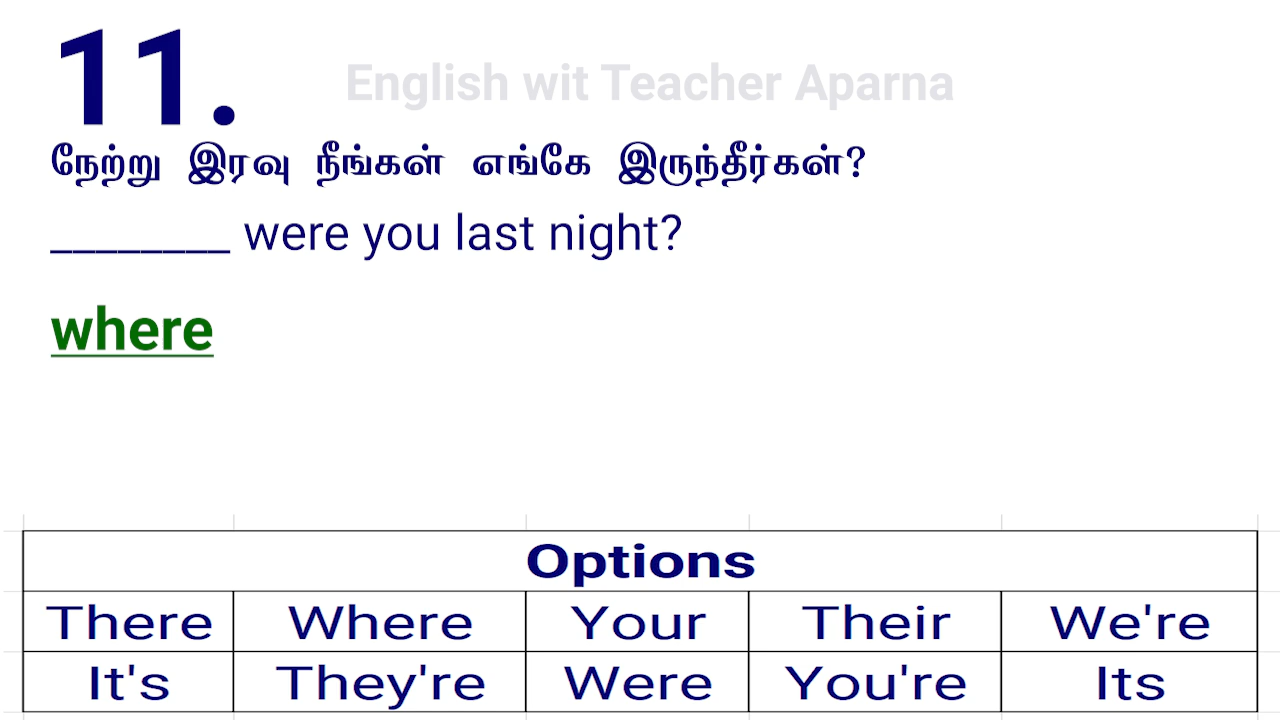 11.
English wit Teacher Aparna
நேற்று இரவு நீங்கள் எங்கே இருந்தீர்கள்?
________ were you last night?
where
Options
There Where Your Their We're
It's They're Were You're Its